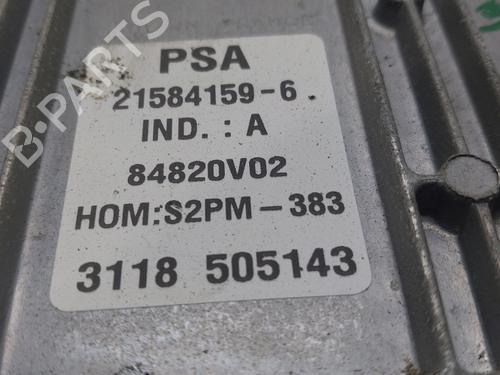 PSA
21584159-6.
IND. : A
84820V02
HOM:S2PM-383
3118 505143
B-PARTS